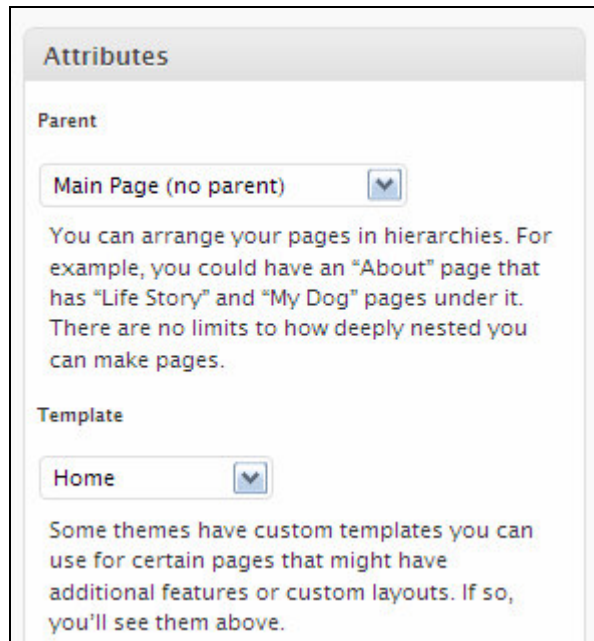 Attributes
Parent
Main Page (no parent)
You can arrange your pages in hierarchies. For
example, you could have an “About” page that
has “Life Story” and “My Dog” pages under it.
There are no limits to how deeply nested you
can make pages.
Template
Home
Some themes have custom templates you can
use for certain pages that might have
additional features or custom layouts. If so,
you’ll see them above.